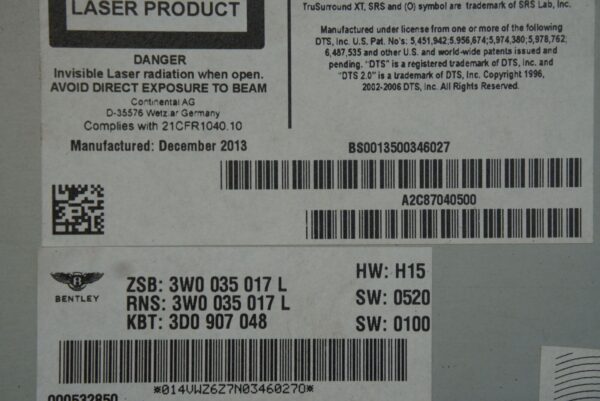 LASER PRODUCT
DANGER
Invisible Laser radiation when open.
AVOID DIRECT EXPOSURE TO BEAM
Continental AG
D-35576 Wetzlar Germany
Complies with 21CFR1040.10
Manufactured: December 2013
TruSurround XT, SRS and (O) symbol are trademark of SRS Lab, Inc.
Manufactured under license from one or more of the following
DTS, Inc. U.S. Pat. No's: 5,451,942;5,956,674;5,974,380;5,978,762;
6,487,535 and other U.S. and world-wide patents issued and
pending. "DTS" is a registered trademark of DTS, Inc. and
"DTS 2.0" is a trademark of DTS, Inc. Copyright 1996,
2002-2006 DTS, Inc. All Rights Reserved.
BS0013500346027
A2C87040500
BENTLEY
ZSB: 3W0 035 017 L
RNS: 3W0 035 017 L
KBT: 3D0 907 048
HW: H15
SW: 0520
SW: 0100
*014VWZ6Z7N0346027O*
000532850